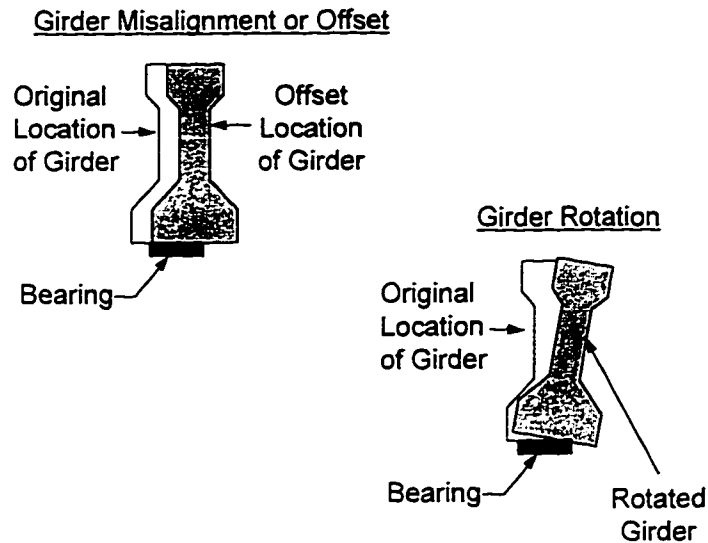 Girder Misalignment or Offset
Original
Location
of Girder
Offset
Location
of Girder
Bearing
Girder Rotation
Original
Location
of Girder
Bearing
Rotated
Girder